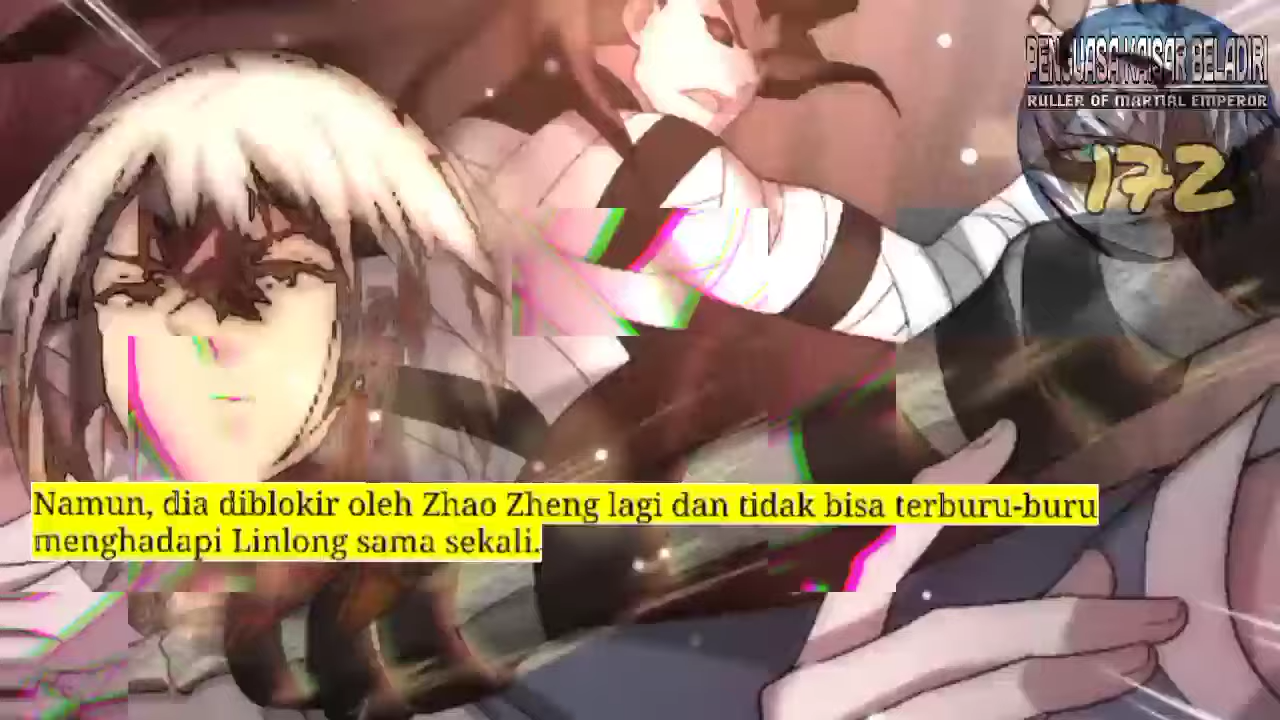 PENGUASA KAISAR BELADIRI
RULLER OF MARTIAL EMPEROR
172
Namun, dia diblokir oleh Zhao Zheng lagi dan tidak bisa terburu-buru
menghadapi Linlong sama sekali.